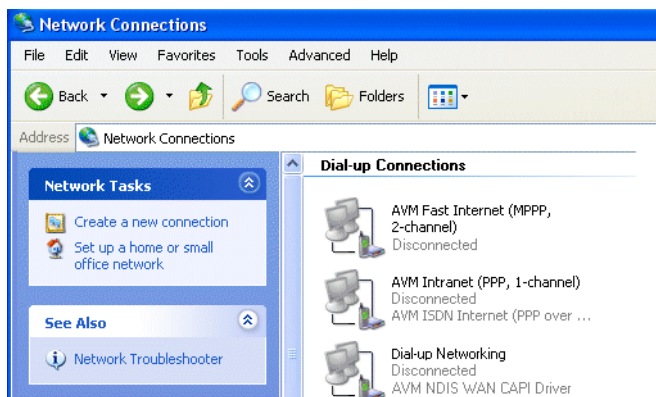 Network Connections
File Edit View Favorites Tools Advanced Help
Back Search Folders
Address Network Connections
Network Tasks
Create a new connection
Set up a home or small
office network
See Also
Network Troubleshooter
Dial-up Connections
AVM Fast Internet (MPPP,
2-channel)
Disconnected
AVM Intranet (PPP, 1-channel)
Disconnected
AVM ISDN Internet (PPP over ...
Dial-up Networking
Disconnected
AVM NDIS WAN CAPI Driver